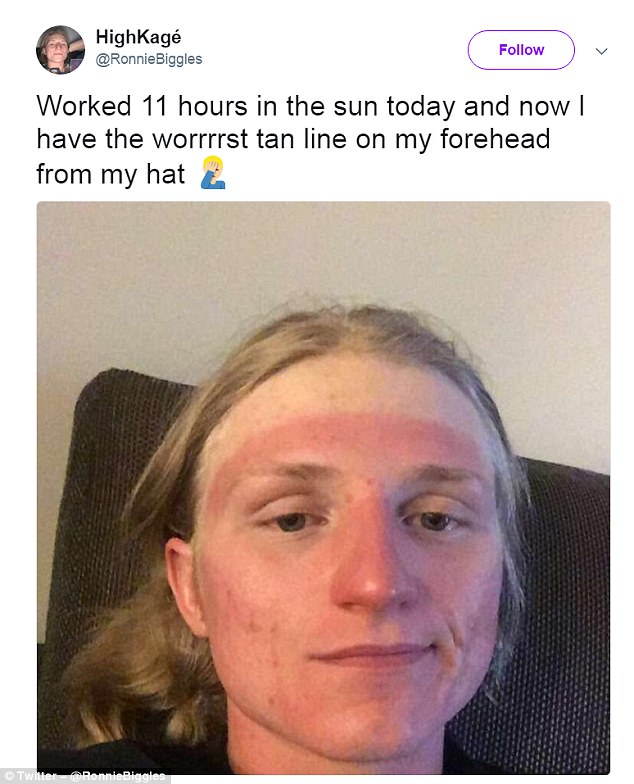 HighKagé
@RonnieBiggles
Follow
Worked 11 hours in the sun today and now I
have the worrrrst tan line on my forehead
from my hat 🤦🏼‍♂️
© Twitter – @RonnieBiggles